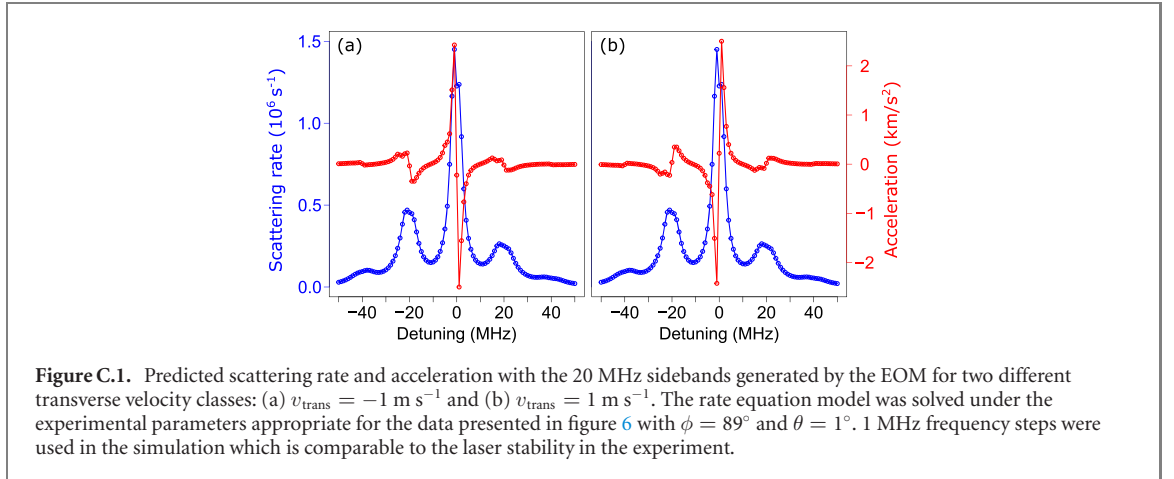 (a)
(b)
1.5
1.0
0.5
0.0
Scattering rate (10⁶ s⁻¹)
2
1
0
−1
−2
Acceleration (km/s²)
−40 −20 0 20 40
−40 −20 0 20 40
Detuning (MHz)
Detuning (MHz)
Figure C.1. Predicted scattering rate and acceleration with the 20 MHz sidebands generated by the EOM for two different
transverse velocity classes: (a) vtrans = −1 m s⁻¹ and (b) vtrans = 1 m s⁻¹. The rate equation model was solved under the
experimental parameters appropriate for the data presented in figure 6 with ϕ = 89° and θ = 1°. 1 MHz frequency steps were
used in the simulation which is comparable to the laser stability in the experiment.